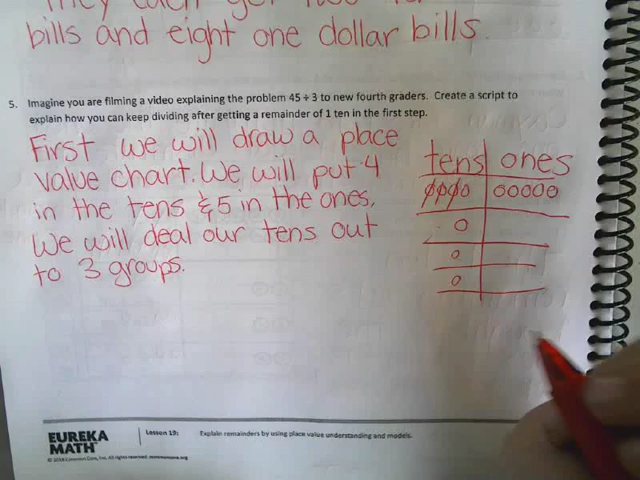 They each get two
bills and eight one dollar bills.
5. Imagine you are filming a video explaining the problem 45 ÷ 3 to new fourth graders. Create a script to
explain how you can keep dividing after getting a remainder of 1 ten in the first step.
First we will draw a place
value chart. We will put 4
in the tens & 5 in the ones.
We will deal our tens out
to 3 groups.
tens ones
EUREKA
MATH
Lesson 19: Explain remainders by using place value understanding and models.